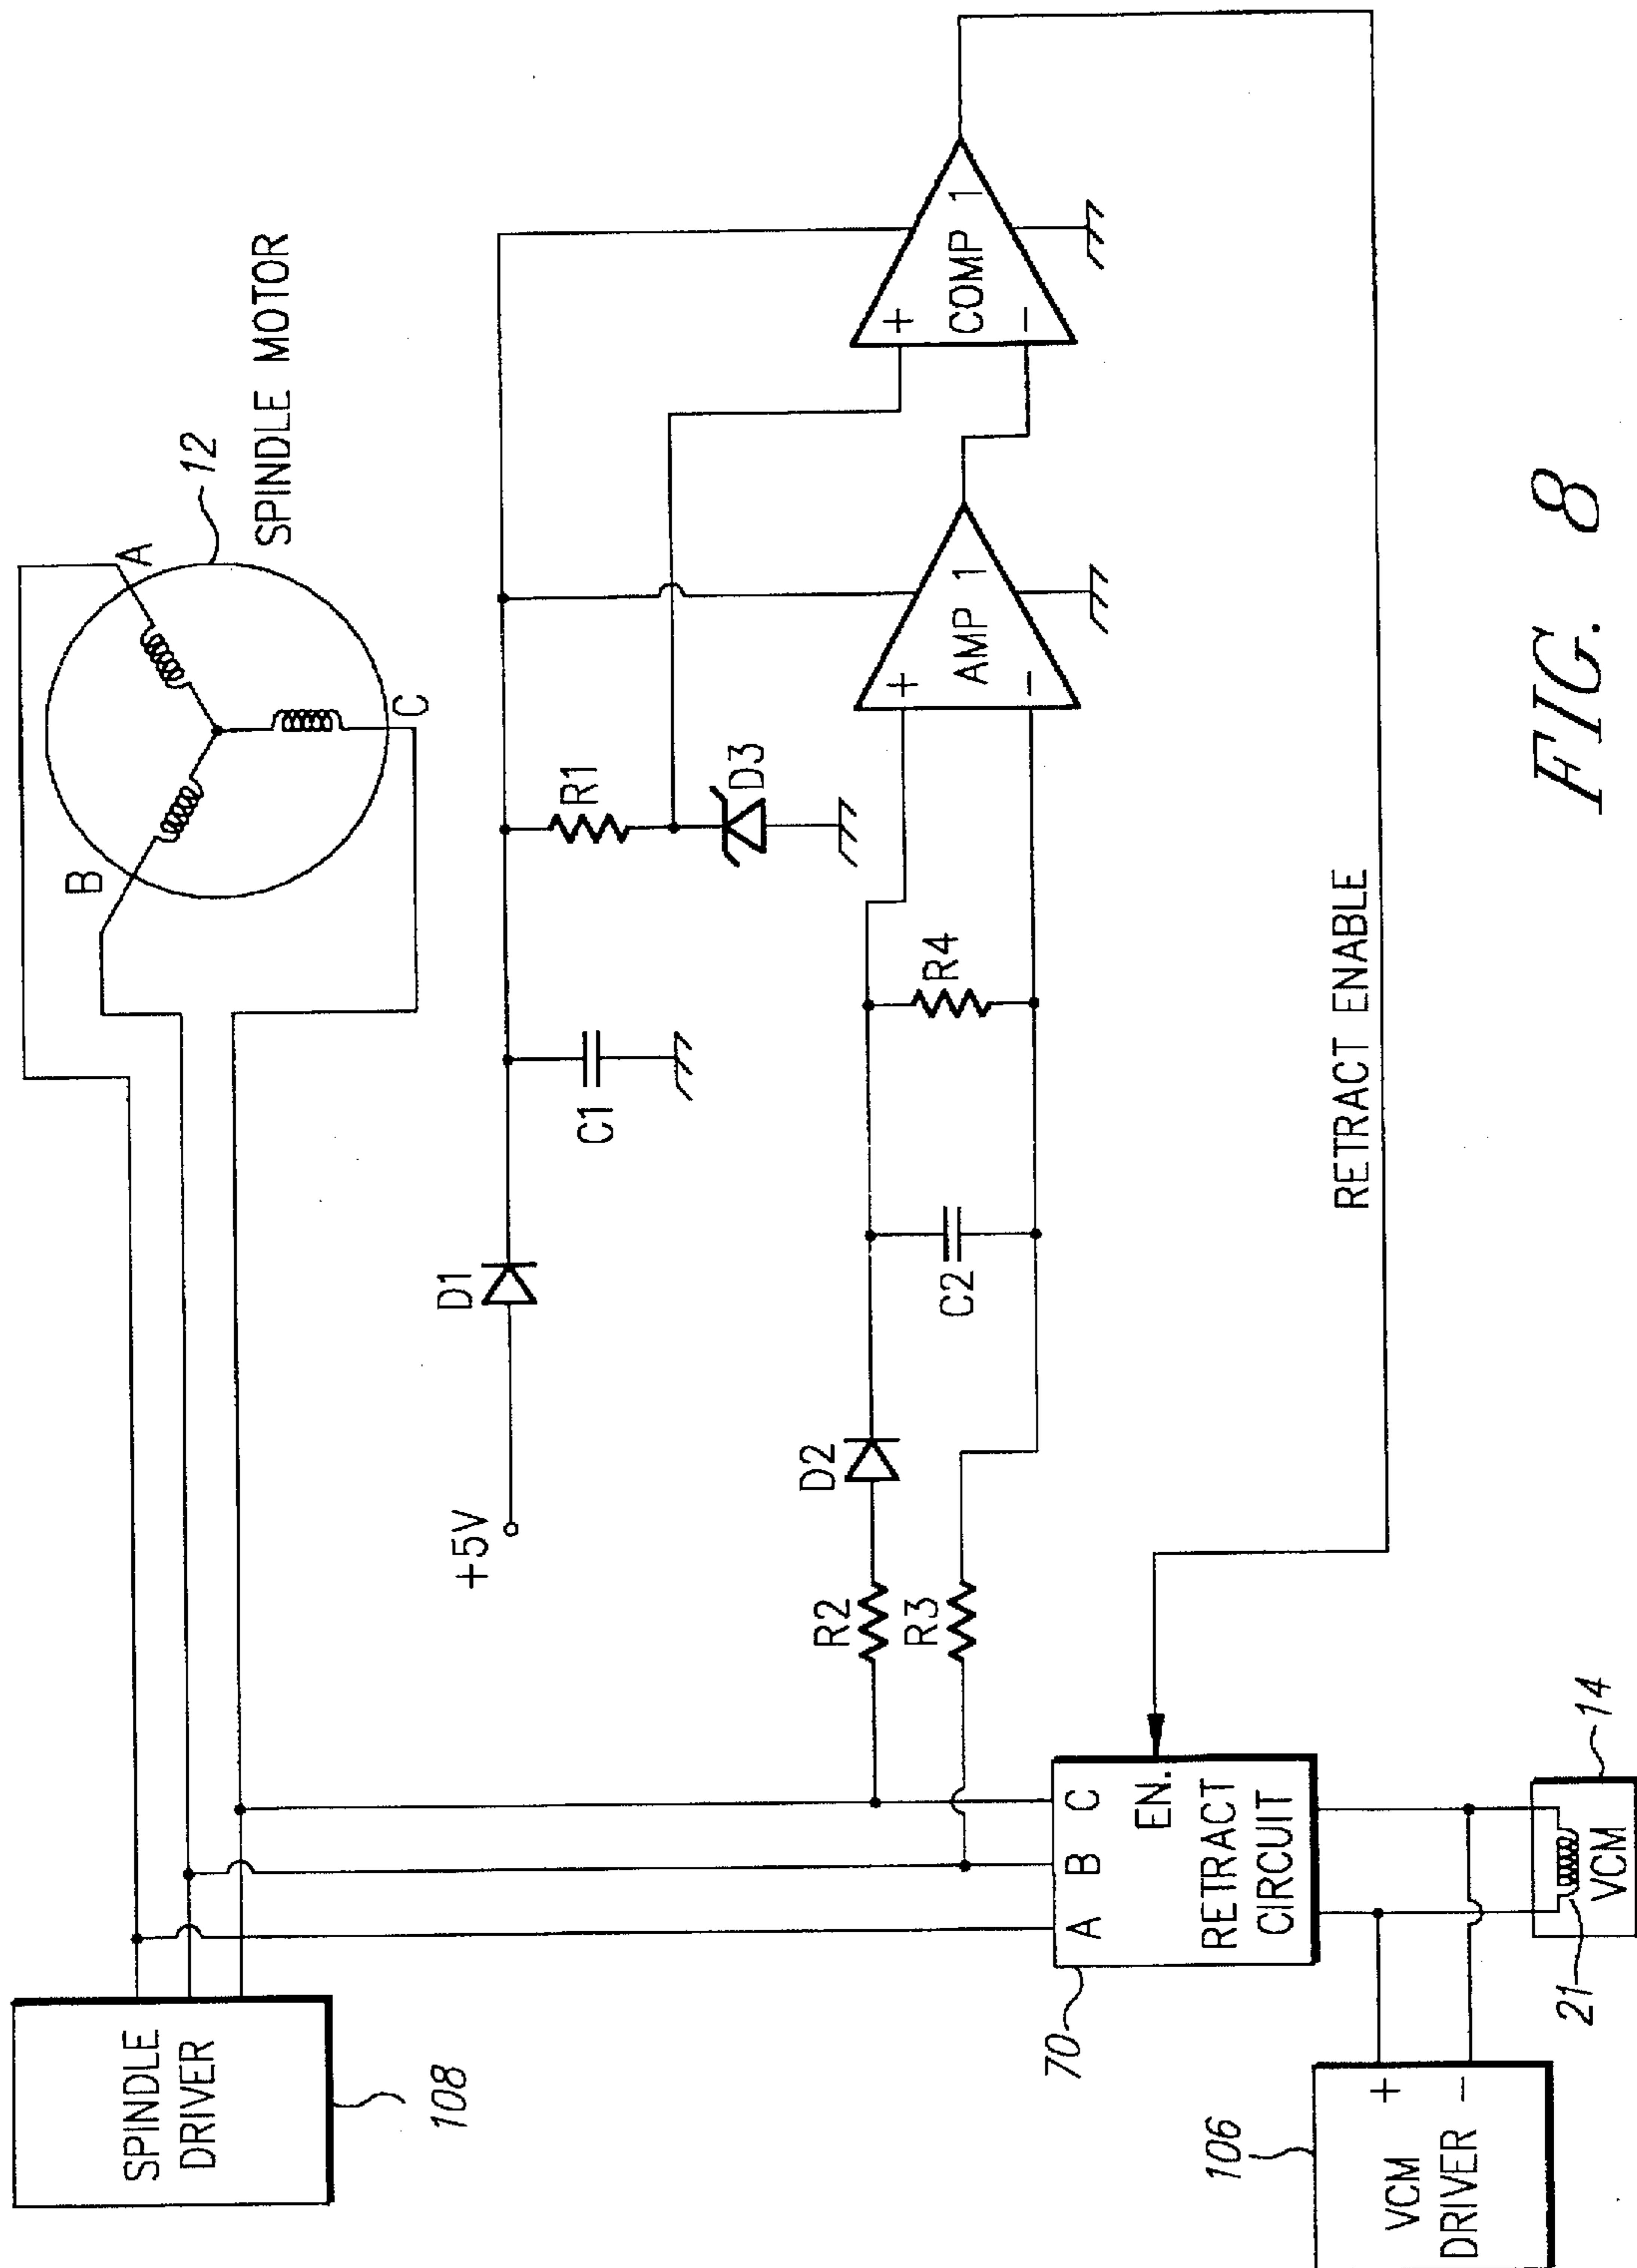 SPINDLE
DRIVER
108
B
A
C
12
SPINDLE MOTOR
+5V
D1
C1
R1
D3
R2
D2
R3
C2
R4
+
-
AMP 1
+
-
COMP 1
A B C
EN.
RETRACT
CIRCUIT
70
RETRACT ENABLE
106
VCM
DRIVER
+
-
21
VCM
14
FIG. 8